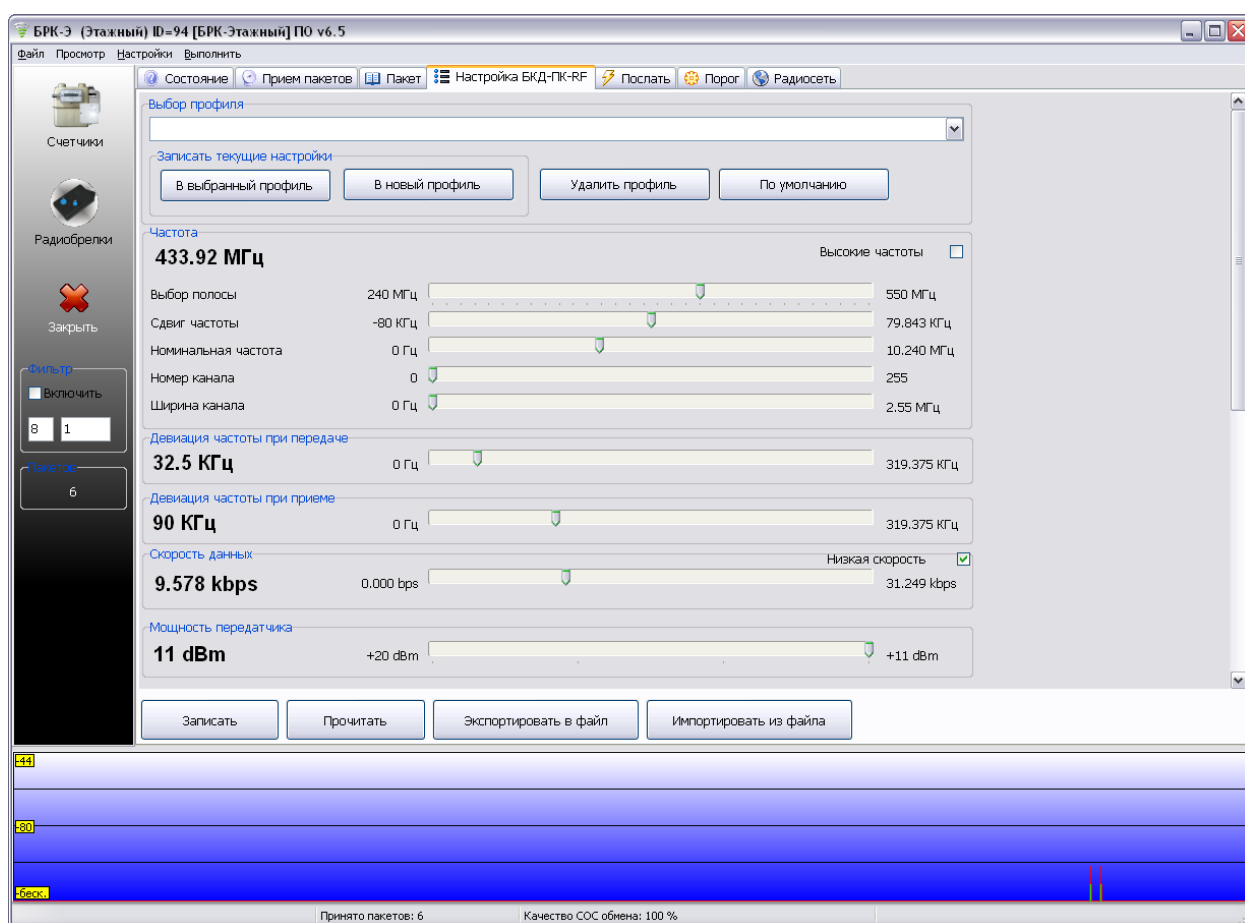 БРК-Э (Этажный) ID=94 [БРК-Этажный] ПО v6.5
Файл Просмотр Настройки Выполнить
Состояние Прием пакетов Пакет Настройка БКД-ПК-RF Послать Порог Радиосеть
Счетчики
Радиобрелки
Закрыть
Фильтр
Включить
8 1
Пакетов
6
Выбор профиля
Записать текущие настройки
В выбранный профиль В новый профиль Удалить профиль По умолчанию
Частота
433.92 МГц Высокие частоты
Выбор полосы 240 МГц 550 МГц
Сдвиг частоты -80 КГц 79.843 КГц
Номинальная частота 0 Гц 10.240 МГц
Номер канала 0 255
Ширина канала 0 Гц 2.55 МГц
Девиация частоты при передаче
32.5 КГц 0 Гц 319.375 КГц
Девиация частоты при приеме
90 КГц 0 Гц 319.375 КГц
Скорость данных Низкая скорость
9.578 kbps 0.000 bps 31.249 kbps
Мощность передатчика
11 dBm +20 dBm +11 dBm
Записать Прочитать Экспортировать в файл Импортировать из файла
-44
-80
-беск.
Принято пакетов: 6 Качество СОС обмена: 100 %